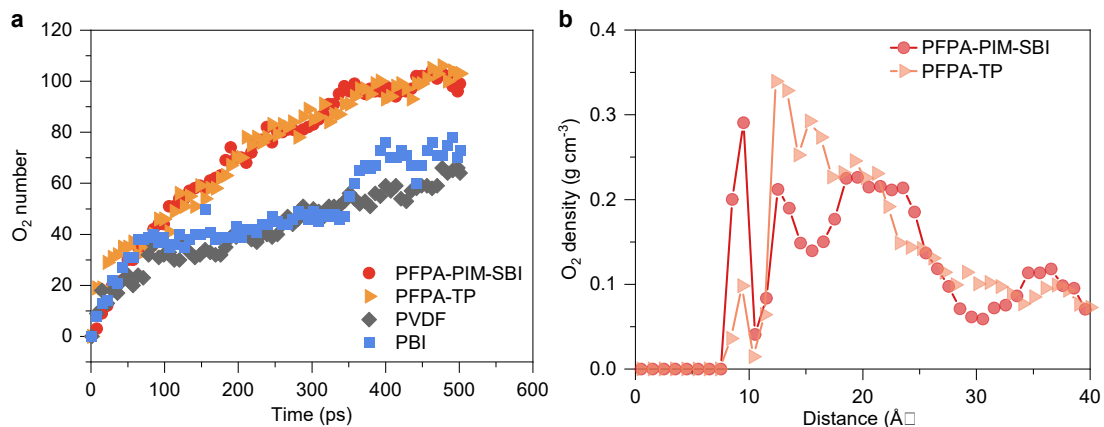 a
120
100
80
60
40
20
0
O₂ number
0 100 200 300 400 500 600
Time (ps)
PFPA-PIM-SBI
PFPA-TP
PVDF
PBI
b
0.4
0.3
0.2
0.1
0.0
O₂ density (g cm⁻³)
0 10 20 30 40
Distance (Å□
PFPA-PIM-SBI
PFPA-TP